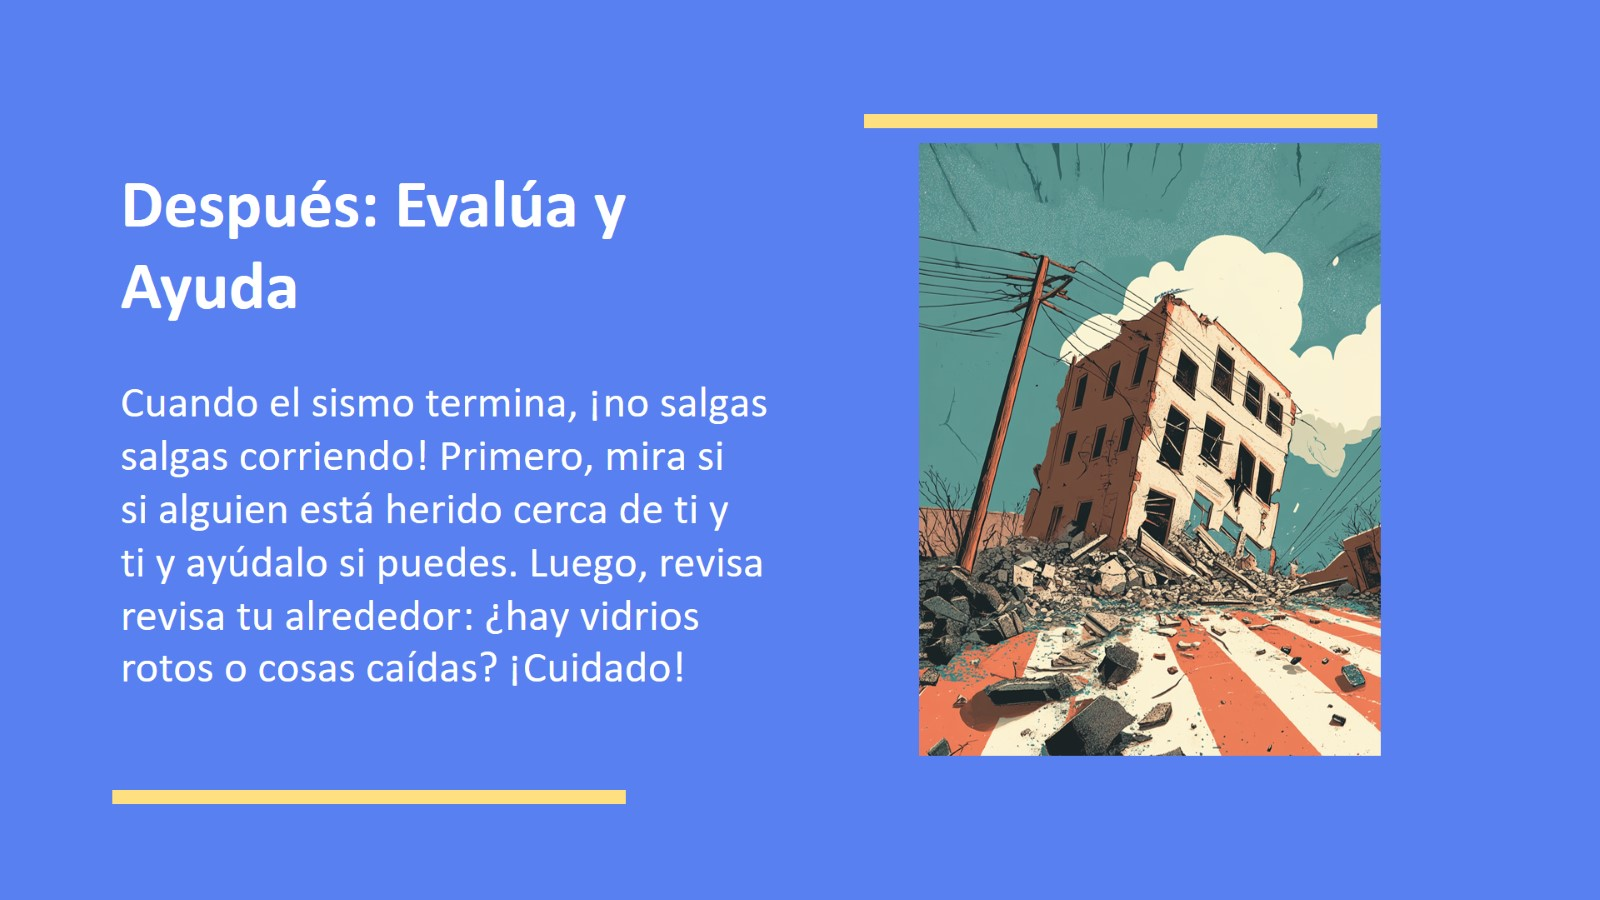 Después: Evalúa y
Ayuda
Cuando el sismo termina, ¡no salgas
salgas corriendo! Primero, mira si
si alguien está herido cerca de ti y
ti y ayúdalo si puedes. Luego, revisa
revisa tu alrededor: ¿hay vidrios
rotos o cosas caídas? ¡Cuidado!